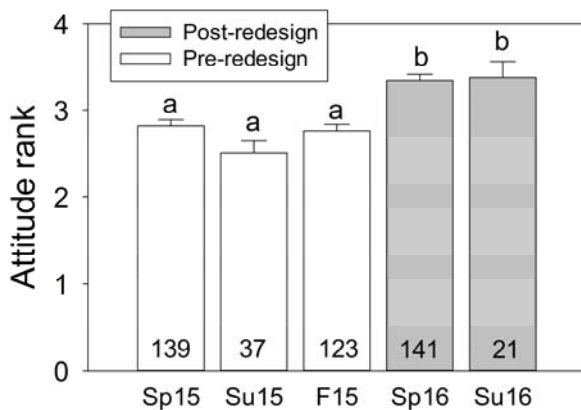 Post-redesign
Pre-redesign
Attitude rank
4
3
2
1
0
a
a
a
b
b
139
37
123
141
21
Sp15
Su15
F15
Sp16
Su16